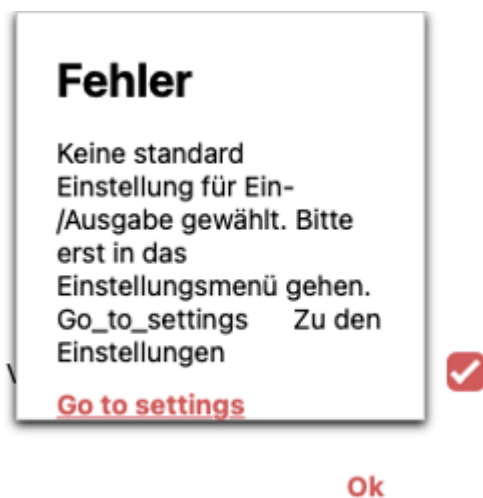 Fehler
Keine standard
Einstellung für Ein-
/Ausgabe gewählt. Bitte
erst in das
Einstellungsmenü gehen.
Go_to_settings Zu den
Einstellungen
Go to settings
Ok